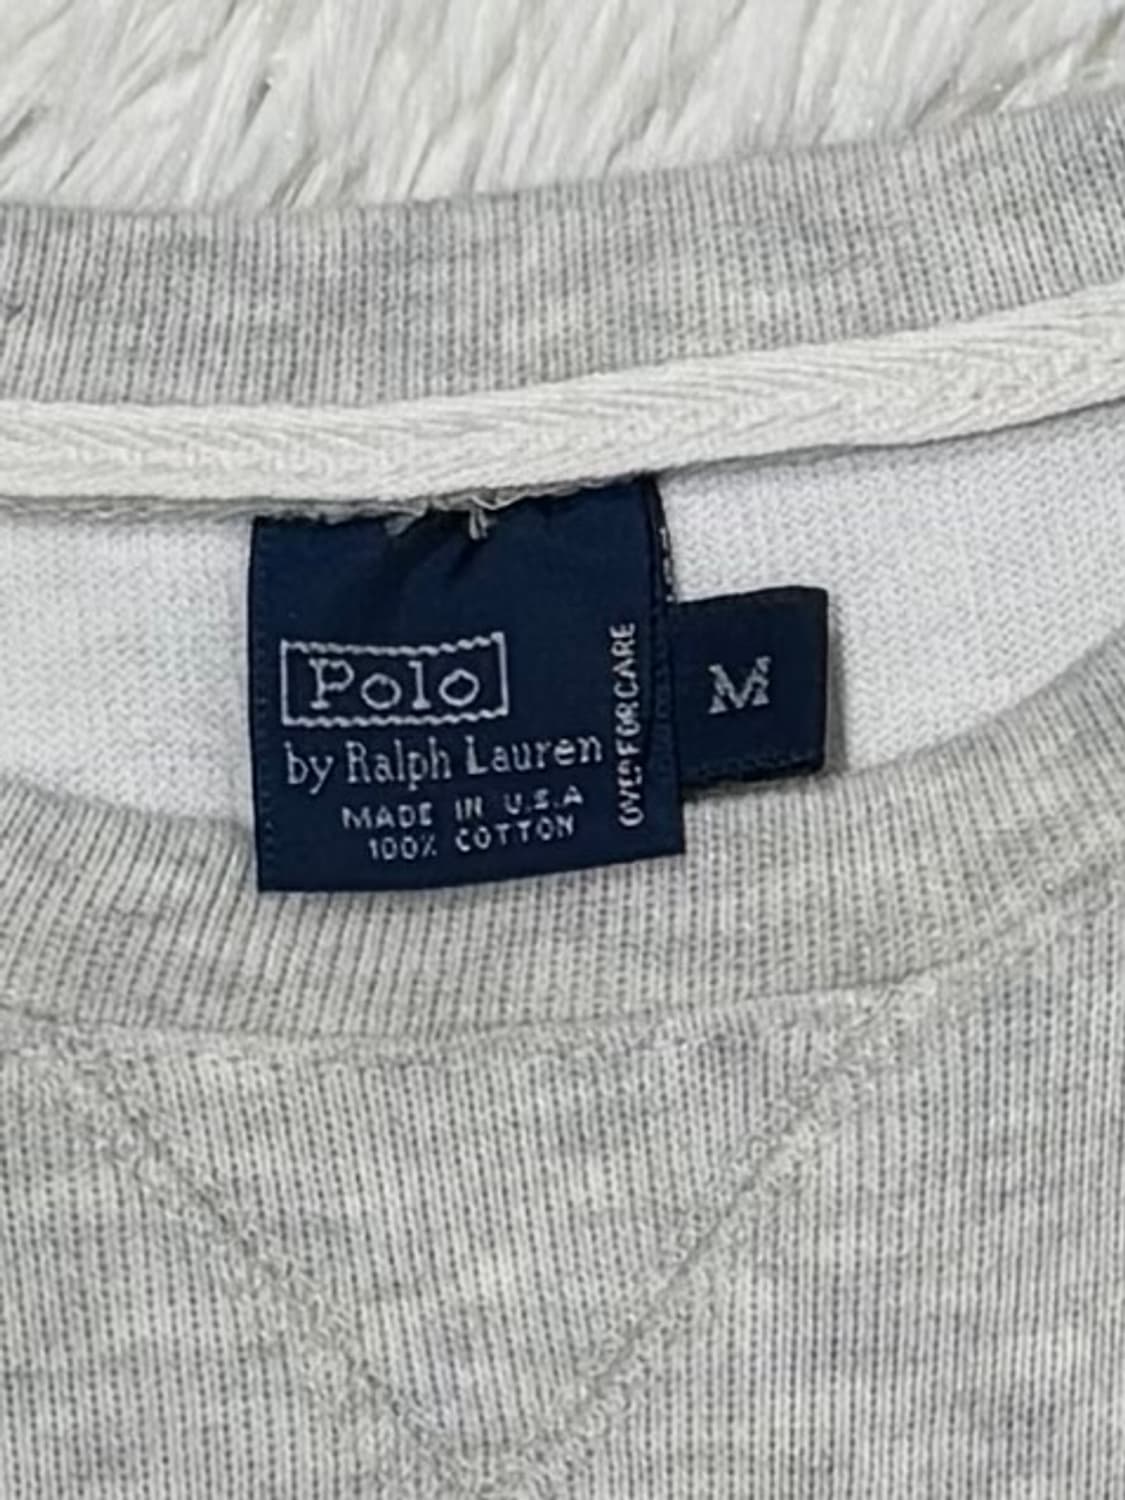 Polo
by Ralph Lauren
MADE IN U.S.A
100% COTTON
OVER FOR CARE
M